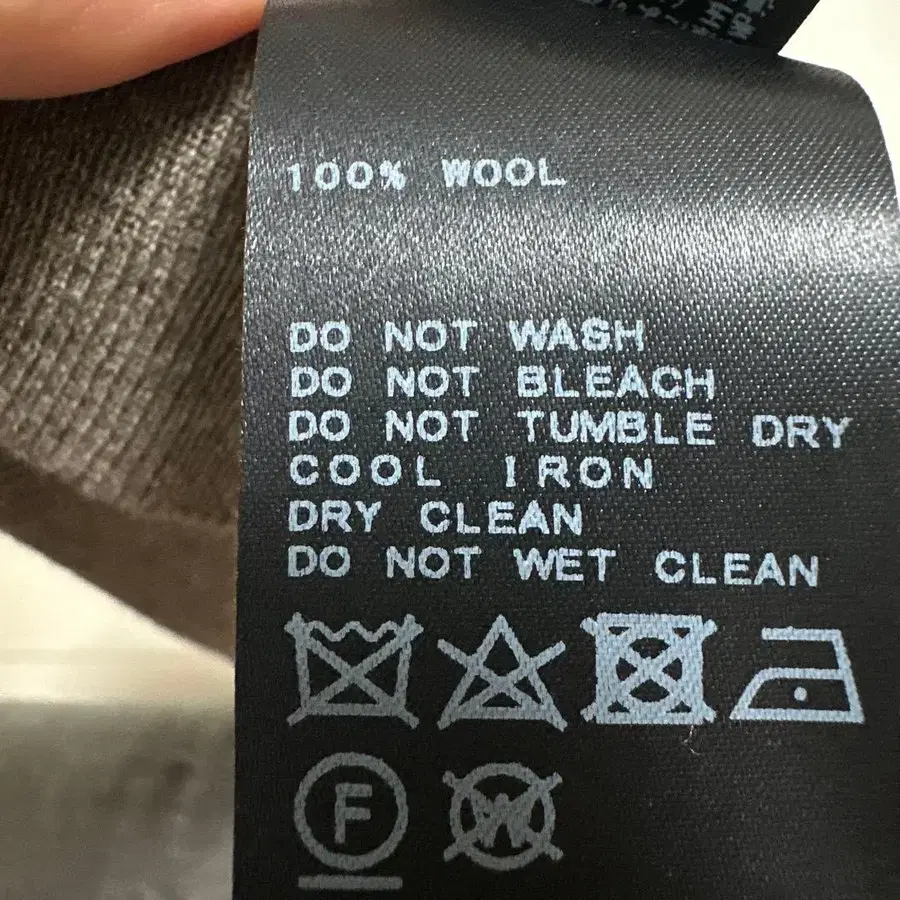 100% WOOL
DO NOT WASH
DO NOT BLEACH
DO NOT TUMBLE DRY
COOL IRON
DRY CLEAN
DO NOT WET CLEAN
F W